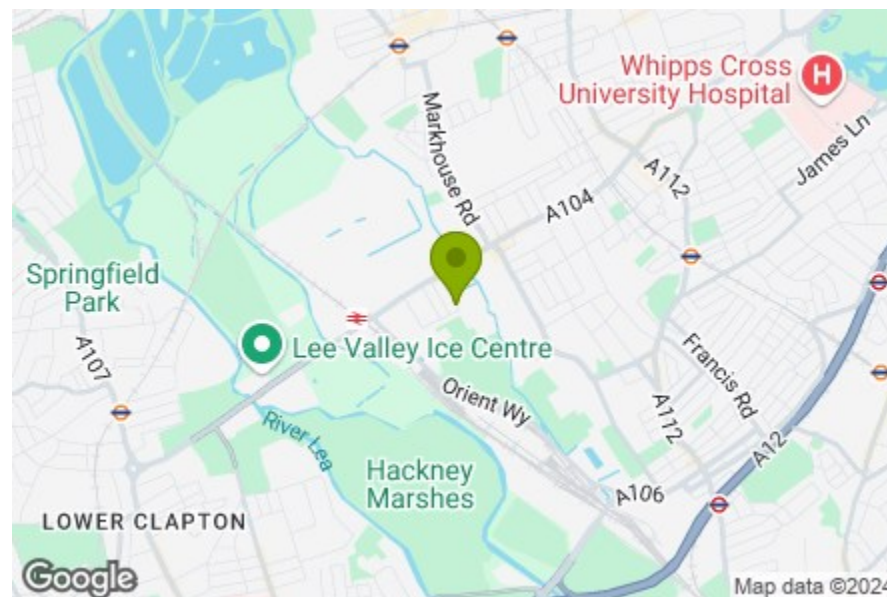 Whipps Cross
University Hospital
H
Markhouse Rd
James Ln
A112
A104
Springfield
Park
Lee Valley Ice Centre
A107
Francis Rd
Orient Wy
A112
A12
River Lea
Hackney
Marshes
A106
LOWER CLAPTON
Google
Map data ©2024